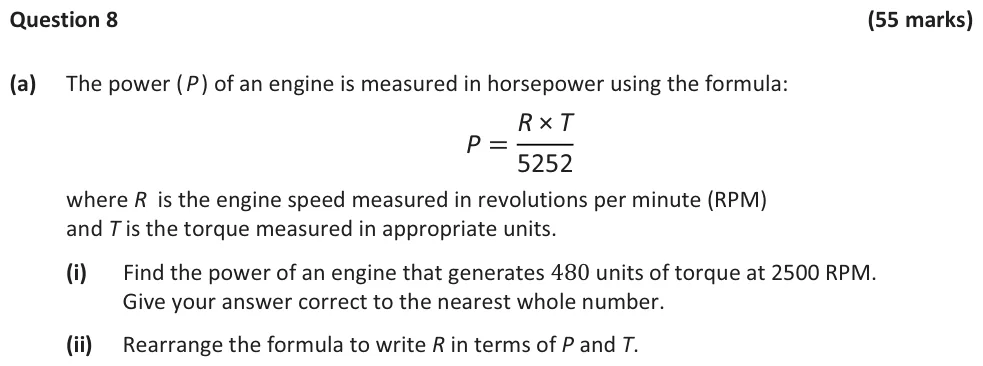 Question 8 (55 marks)
(a) The power (P) of an engine is measured in horsepower using the formula:
P = R × T / 5252
where R is the engine speed measured in revolutions per minute (RPM)
and T is the torque measured in appropriate units.
(i) Find the power of an engine that generates 480 units of torque at 2500 RPM.
Give your answer correct to the nearest whole number.
(ii) Rearrange the formula to write R in terms of P and T.